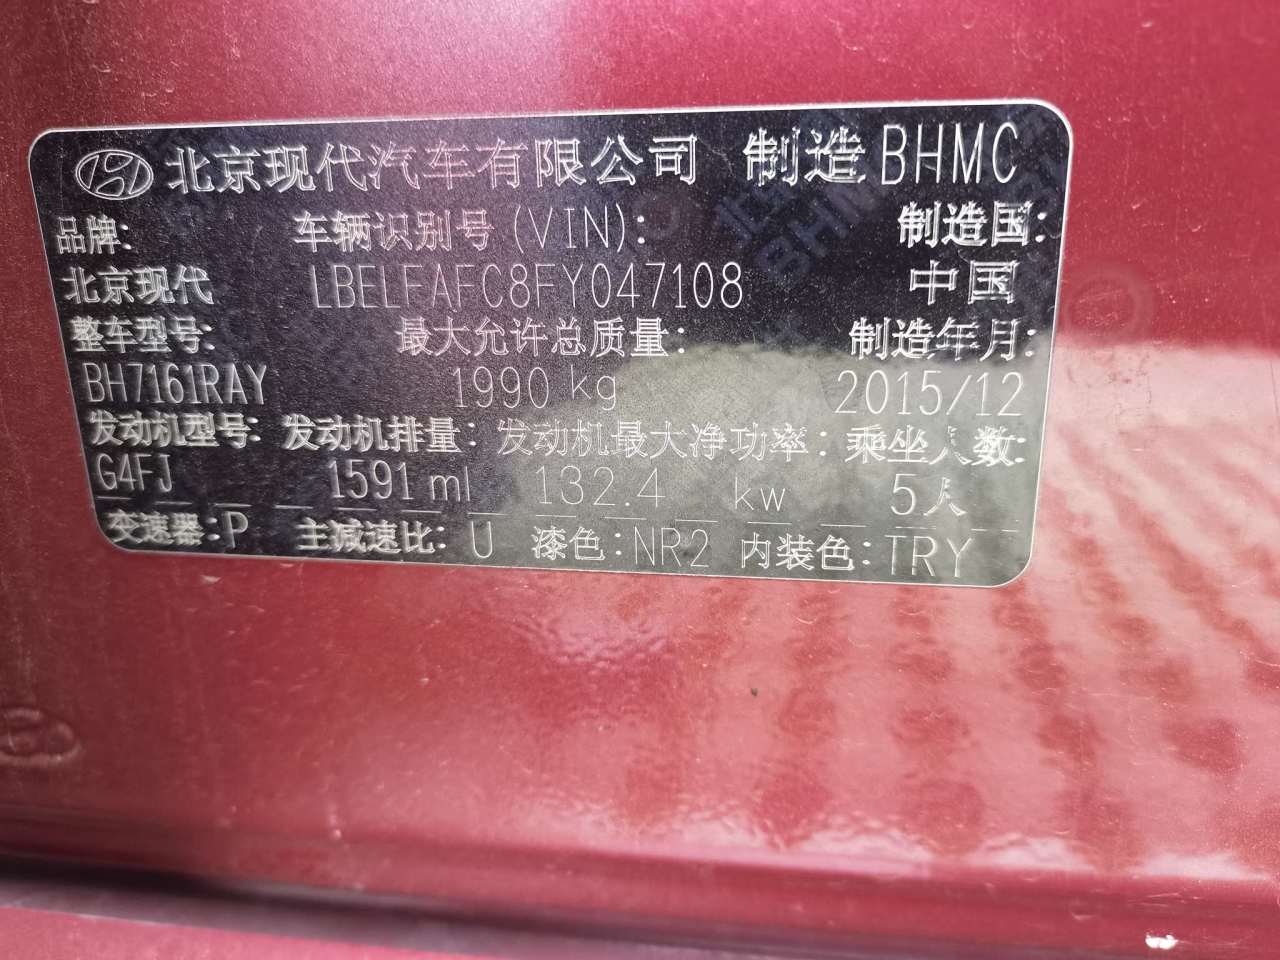 北京现代汽车有限公司 制造BHMC
品牌: 车辆识别号(VIN): 制造国:
北京现代 LBELFAFC8FY047108 中国
整车型号: 最大允许总质量: 制造年月:
BH7161RAY 1990 kg 2015/12
发动机型号: 发动机排量: 发动机最大净功率: 乘坐人数:
G4FJ 1591 ml 132.4 kw 5人
变速器:P 主减速比: U 漆色:NR2 内装色:TRY